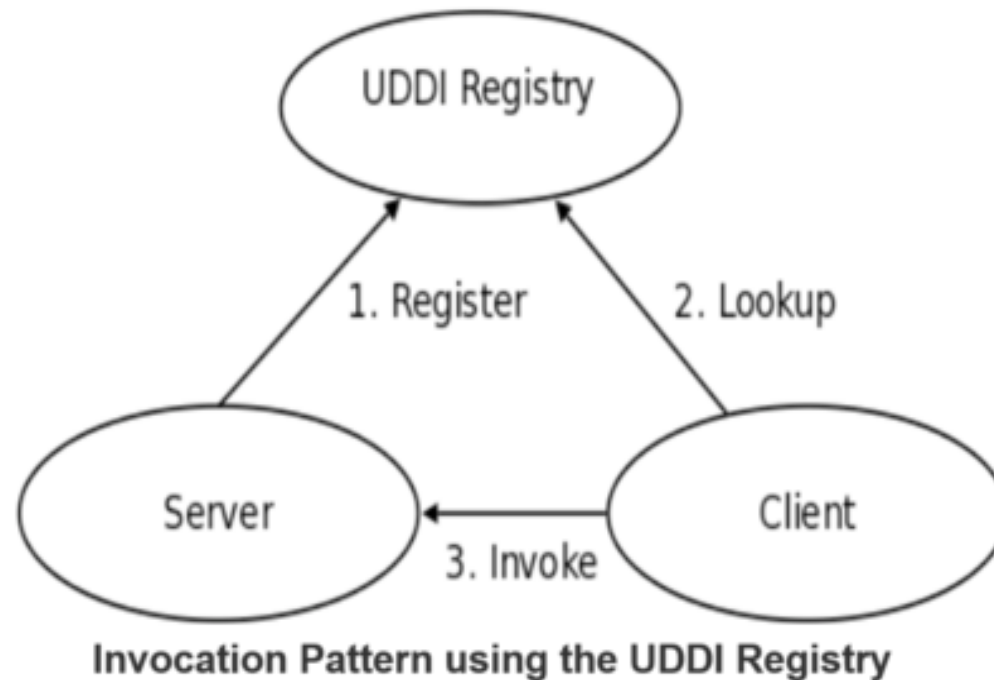 UDDI Registry
1. Register
2. Lookup
Server
Client
3. Invoke
Invocation Pattern using the UDDI Registry